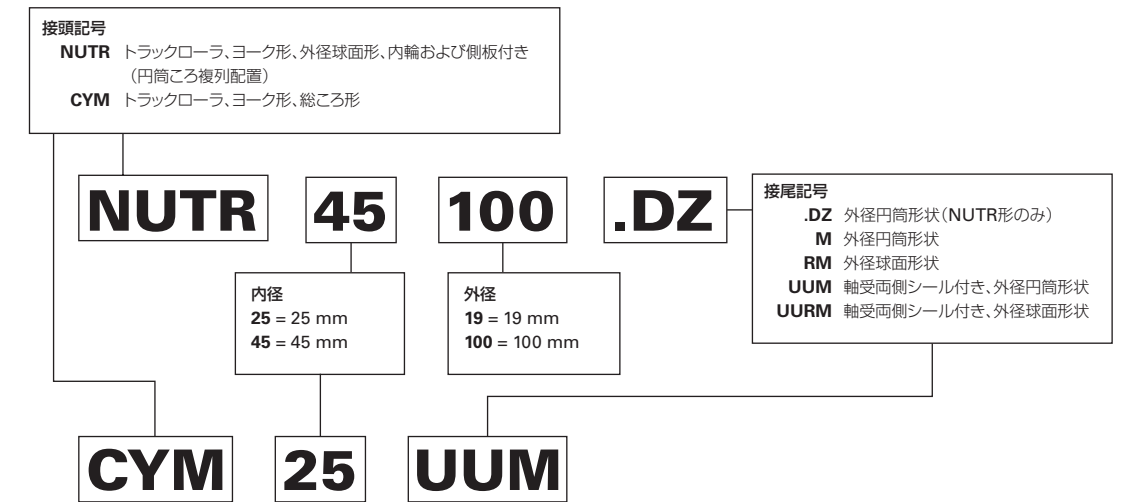 接頭記号
NUTR トラックローラ、ヨーク形、外径球面形、内輪および側板付き
（円筒ころ複列配置）
CYM トラックローラ、ヨーク形、総ころ形
NUTR 45 100 .DZ
接尾記号
.DZ 外径円筒形状（NUTR形のみ）
M 外径円筒形状
RM 外径球面形状
UUM 軸受両側シール付き、外径円筒形状
UURM 軸受両側シール付き、外径球面形状
内径
25 = 25 mm
45 = 45 mm
外径
19 = 19 mm
100 = 100 mm
CYM 25 UUM